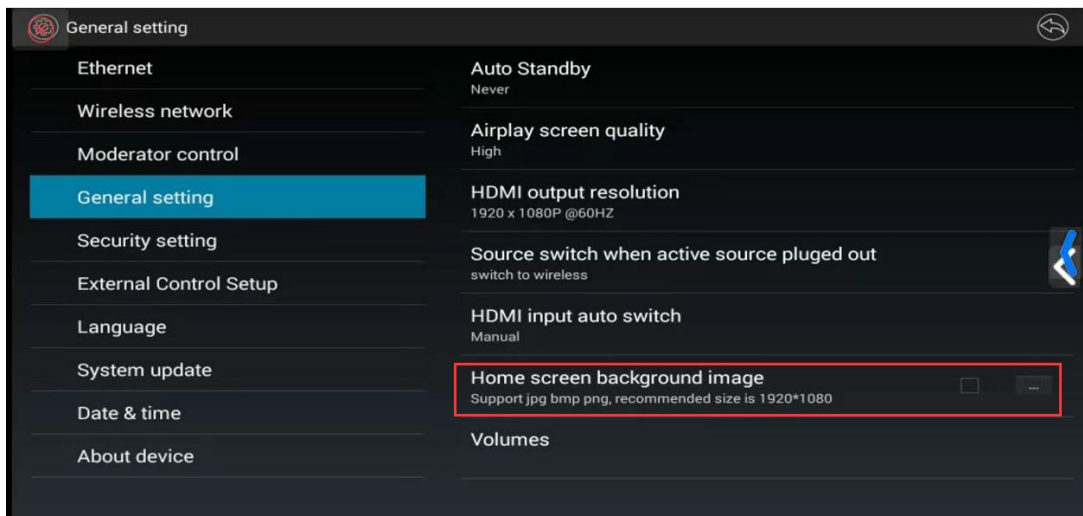 General setting
Ethernet
Wireless network
Moderator control
General setting
Security setting
External Control Setup
Language
System update
Date & time
About device
Auto Standby
Never
Airplay screen quality
High
HDMI output resolution
1920 x 1080P @60HZ
Source switch when active source pluged out
switch to wireless
HDMI input auto switch
Manual
Home screen background image
Support jpg bmp png, recommended size is 1920*1080
...
Volumes